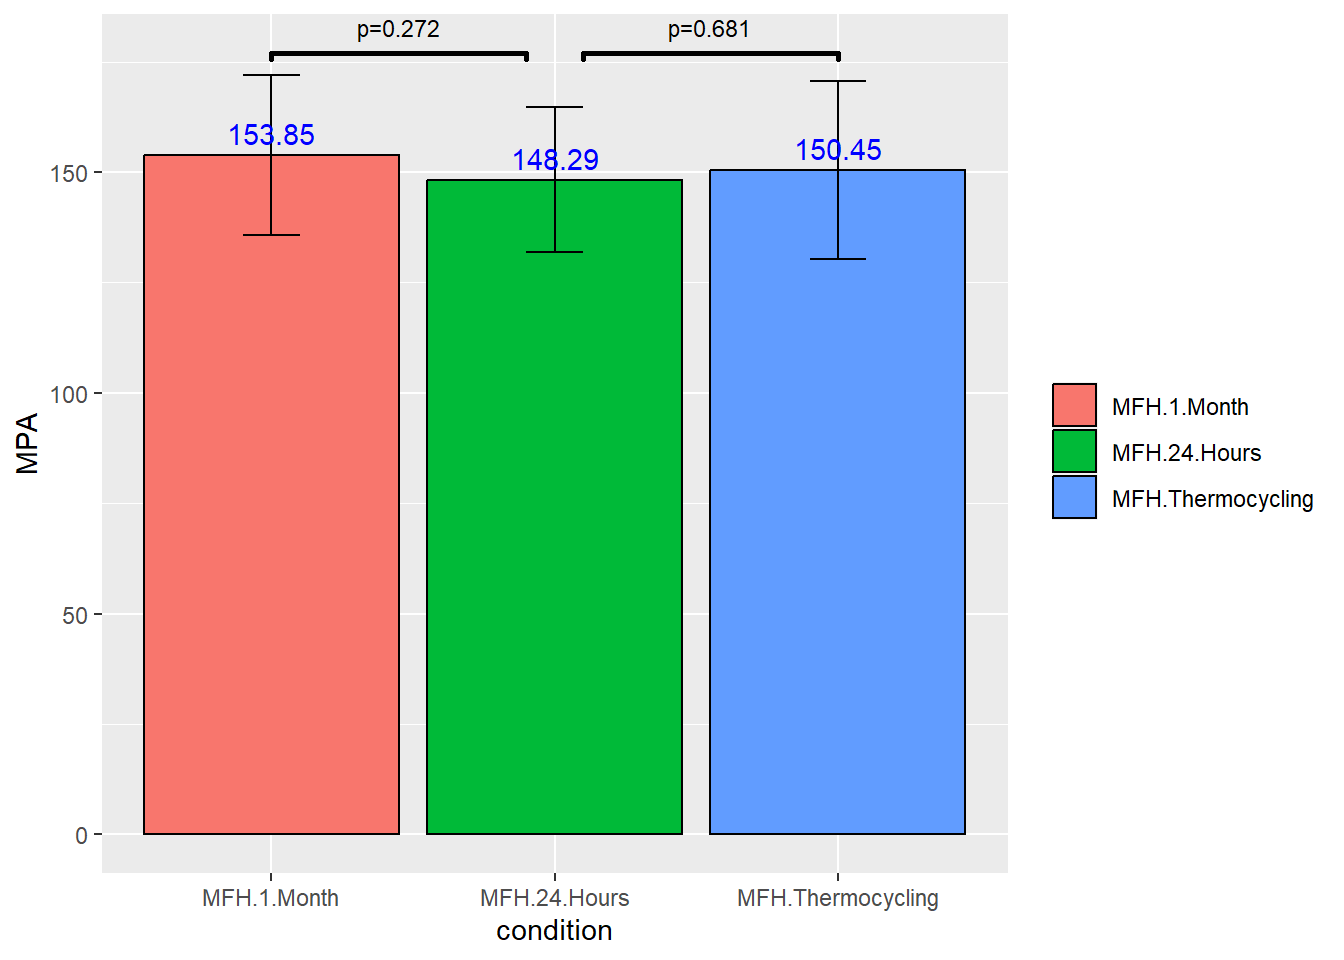 p=0.272
p=0.681
153.85
148.29
150.45
150
100
50
0
MPA
MFH.1.Month
MFH.24.Hours
MFH.Thermocycling
condition
MFH.1.Month
MFH.24.Hours
MFH.Thermocycling